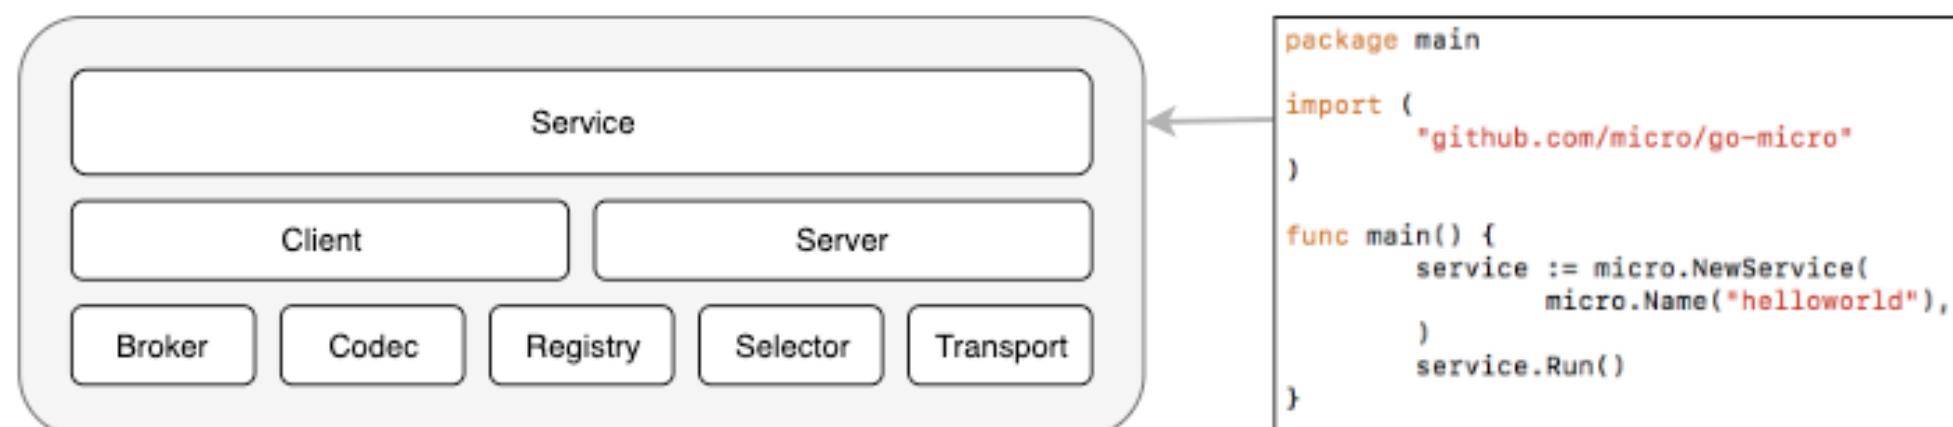 Service
Client
Server
Broker
Codec
Registry
Selector
Transport
package main
import (
"github.com/micro/go-micro"
)
func main() {
service := micro.NewService(
micro.Name("helloworld"),
)
service.Run()
}